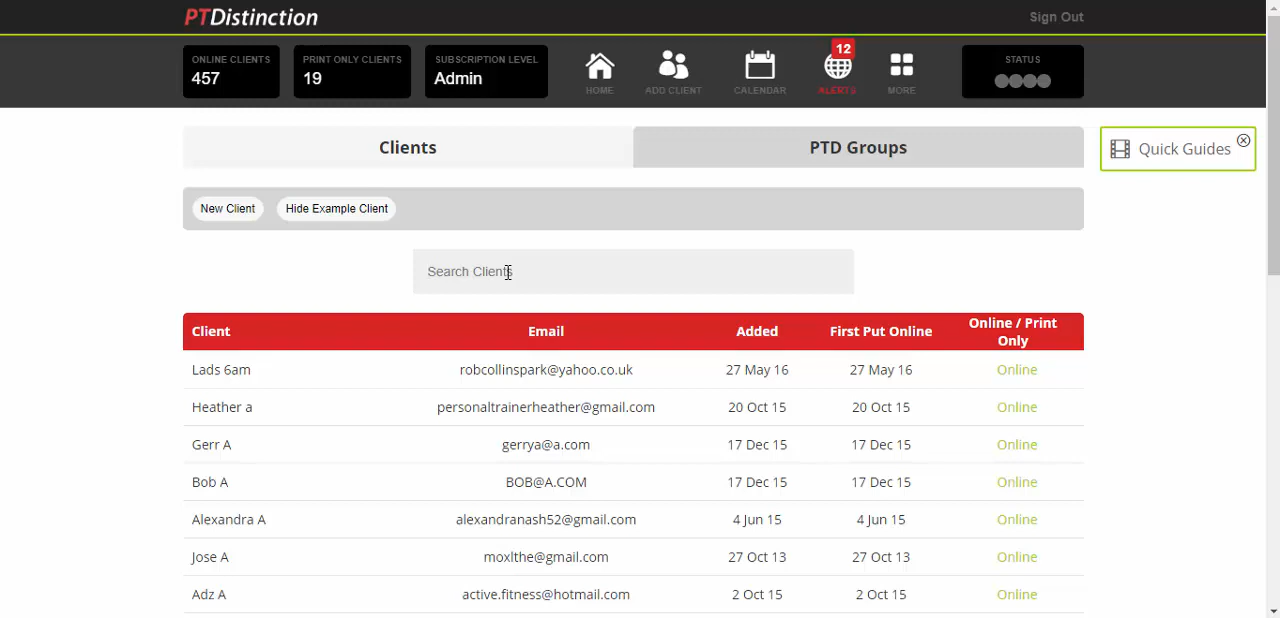 PTDistinction
Sign Out
ONLINE CLIENTS
457
PRINT ONLY CLIENTS
19
SUBSCRIPTION LEVEL
Admin
HOME
ADD CLIENT
CALENDAR
12
ALERTS
MORE
STATUS
Clients
PTD Groups
Quick Guides
New Client
Hide Example Client
Search Clients
Client Email Added First Put Online Online / Print Only
Lads 6am robcollinspark@yahoo.co.uk 27 May 16 27 May 16 Online
Heather a personaltrainerheather@gmail.com 20 Oct 15 20 Oct 15 Online
Gerr A gerrya@a.com 17 Dec 15 17 Dec 15 Online
Bob A BOB@A.COM 17 Dec 15 17 Dec 15 Online
Alexandra A alexandranash52@gmail.com 4 Jun 15 4 Jun 15 Online
Jose A moxlthe@gmail.com 27 Oct 13 27 Oct 13 Online
Adz A active.fitness@hotmail.com 2 Oct 15 2 Oct 15 Online